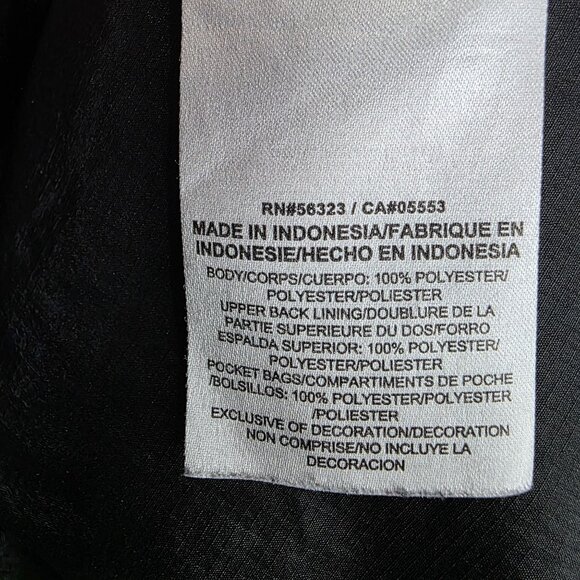 RN#56323 / CA#05553
MADE IN INDONESIA/FABRIQUE EN
INDONESIE/HECHO EN INDONESIA
BODY/CORPS/CUERPO: 100% POLYESTER/
POLYESTER/POLIESTER
UPPER BACK LINING/DOUBLURE DE LA
PARTIE SUPERIEURE DU DOS/FORRO
ESPALDA SUPERIOR: 100% POLYESTER/
POLYESTER/POLIESTER
POCKET BAGS/COMPARTIMENTS DE POCHE
/BOLSILLOS: 100% POLYESTER/POLYESTER
/POLIESTER
EXCLUSIVE OF DECORATION/DECORATION
NON COMPRISE/NO INCLUYE LA
DECORACION